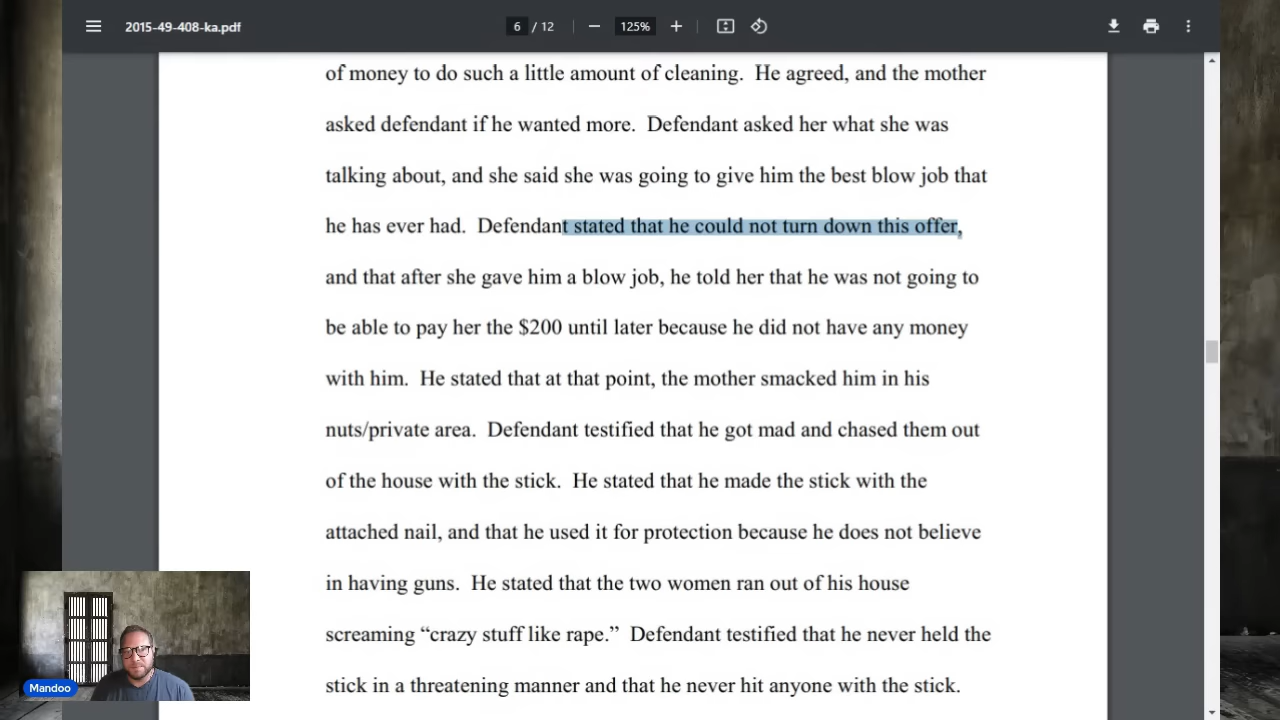 2015-49-408-ka.pdf
6 / 12
125%
of money to do such a little amount of cleaning. He agreed, and the mother
asked defendant if he wanted more. Defendant asked her what she was
talking about, and she said she was going to give him the best blow job that
he has ever had. Defendant stated that he could not turn down this offer,
and that after she gave him a blow job, he told her that he was not going to
be able to pay her the $200 until later because he did not have any money
with him. He stated that at that point, the mother smacked him in his
nuts/private area. Defendant testified that he got mad and chased them out
of the house with the stick. He stated that he made the stick with the
attached nail, and that he used it for protection because he does not believe
in having guns. He stated that the two women ran out of his house
screaming “crazy stuff like rape.” Defendant testified that he never held the
stick in a threatening manner and that he never hit anyone with the stick.
Mandoo